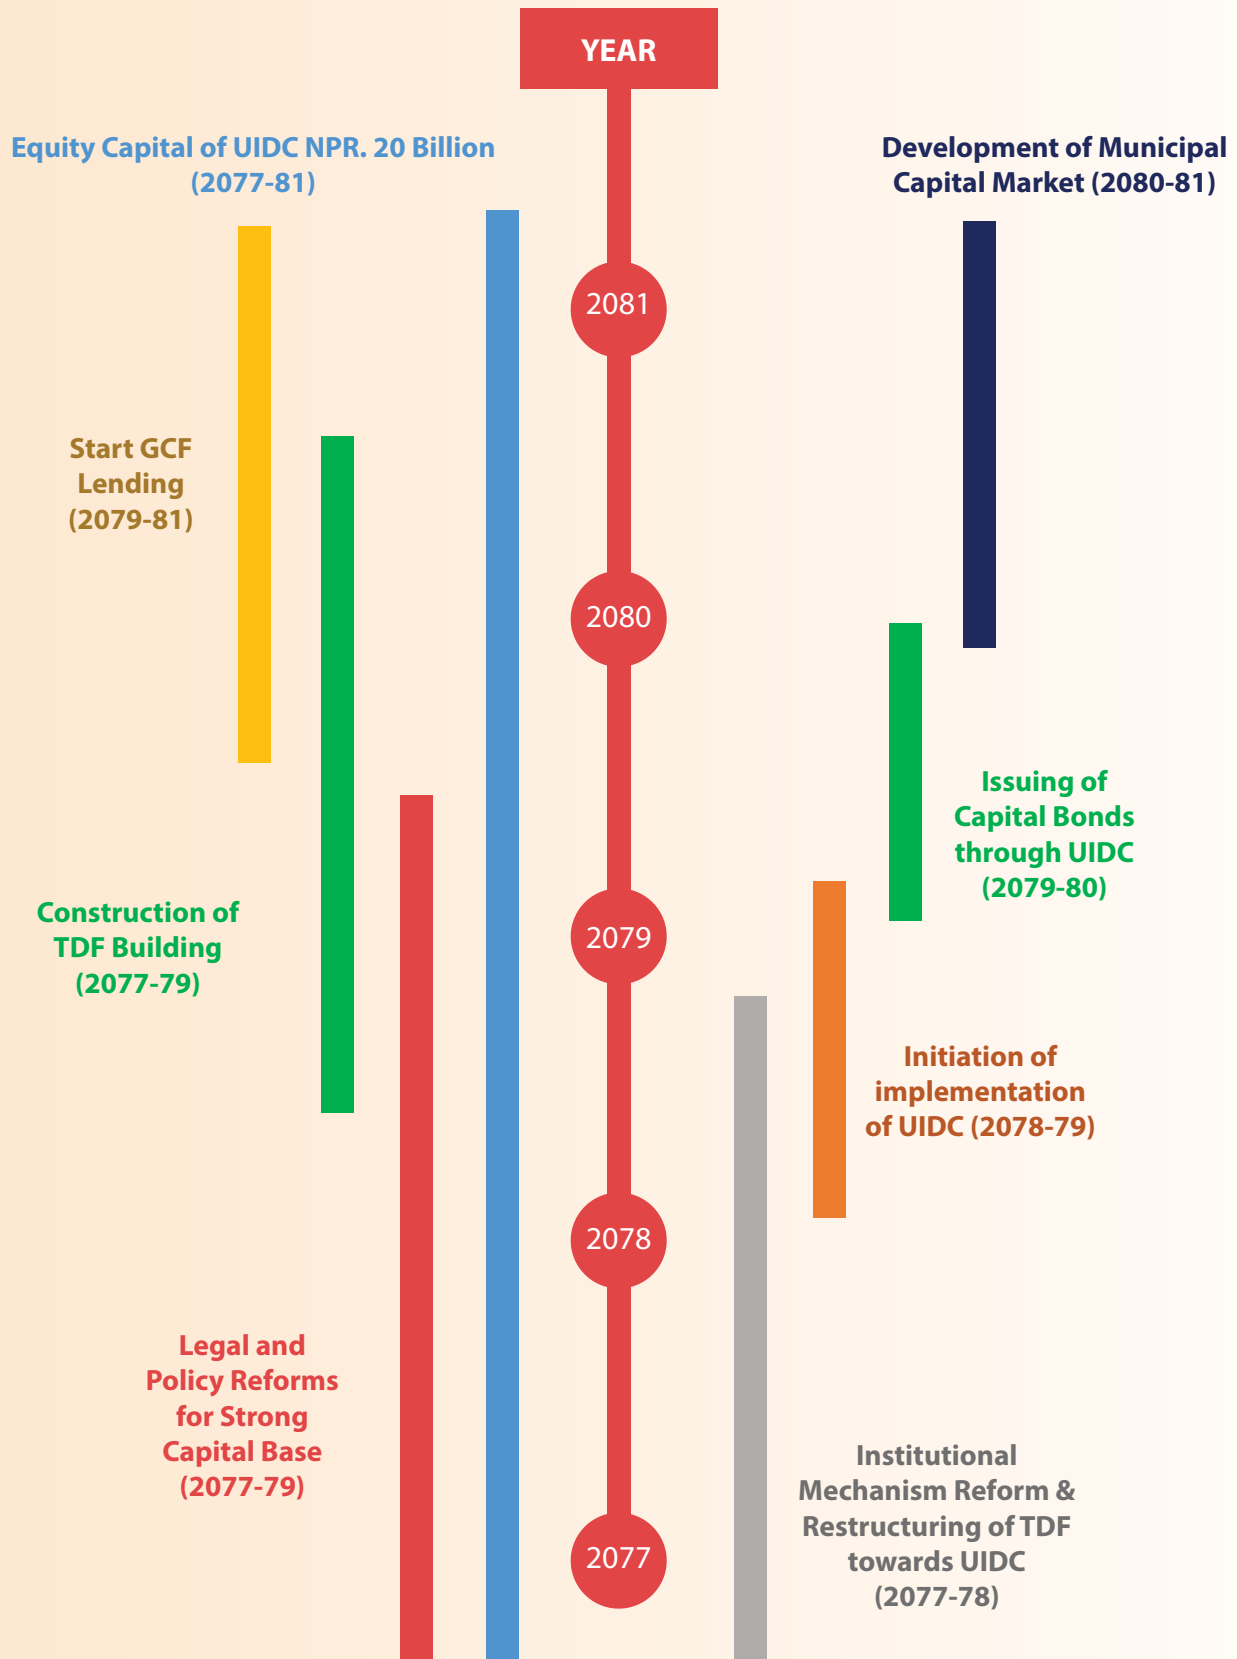 YEAR
Equity Capital of UIDC NPR. 20 Billion
(2077-81)
Development of Municipal
Capital Market (2080-81)
2081
Start GCF
Lending
(2079-81)
2080
Issuing of
Capital Bonds
through UIDC
(2079-80)
Construction of
TDF Building
(2077-79)
2079
Initiation of
implementation
of UIDC (2078-79)
2078
Legal and
Policy Reforms
for Strong
Capital Base
(2077-79)
Institutional
Mechanism Reform &
Restructuring of TDF
towards UIDC
(2077-78)
2077